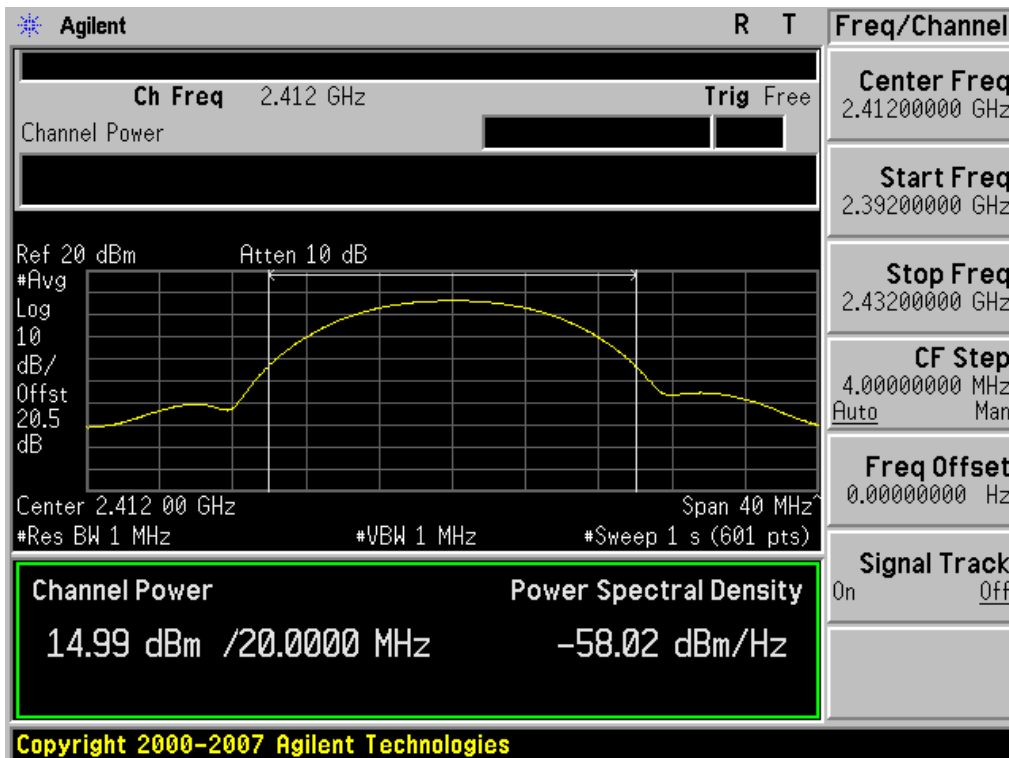 Agilent R T Freq/Channel
Ch Freq 2.412 GHz Trig Free
Channel Power
Center Freq
2.41200000 GHz
Start Freq
2.39200000 GHz
Stop Freq
2.43200000 GHz
CF Step
4.00000000 MHz
Auto Man
Freq Offset
0.00000000 Hz
Signal Track
On Off
Ref 20 dBm Atten 10 dB
#Avg
Log
10
dB/
Offst
20.5
dB
Center 2.412 00 GHz Span 40 MHz^
#Res BW 1 MHz #VBW 1 MHz #Sweep 1 s (601 pts)
Channel Power Power Spectral Density
14.99 dBm /20.0000 MHz -58.02 dBm/Hz
Copyright 2000-2007 Agilent Technologies